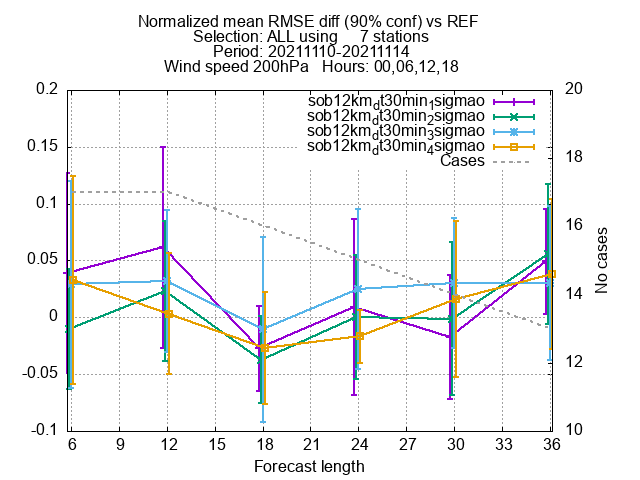 Normalized mean RMSE diff (90% conf) vs REF
Selection: ALL using     7 stations
Period: 20211110-20211114
Wind speed 200hPa   Hours: 00,06,12,18
0.2
0.15
0.1
0.05
0
-0.05
-0.1
20
18
16
14
12
10
No cases
sob12km_dt30min_1sigmao
sob12km_dt30min_2sigmao
sob12km_dt30min_3sigmao
sob12km_dt30min_4sigmao
Cases
6 9 12 15 18 21 24 27 30 33 36
Forecast length